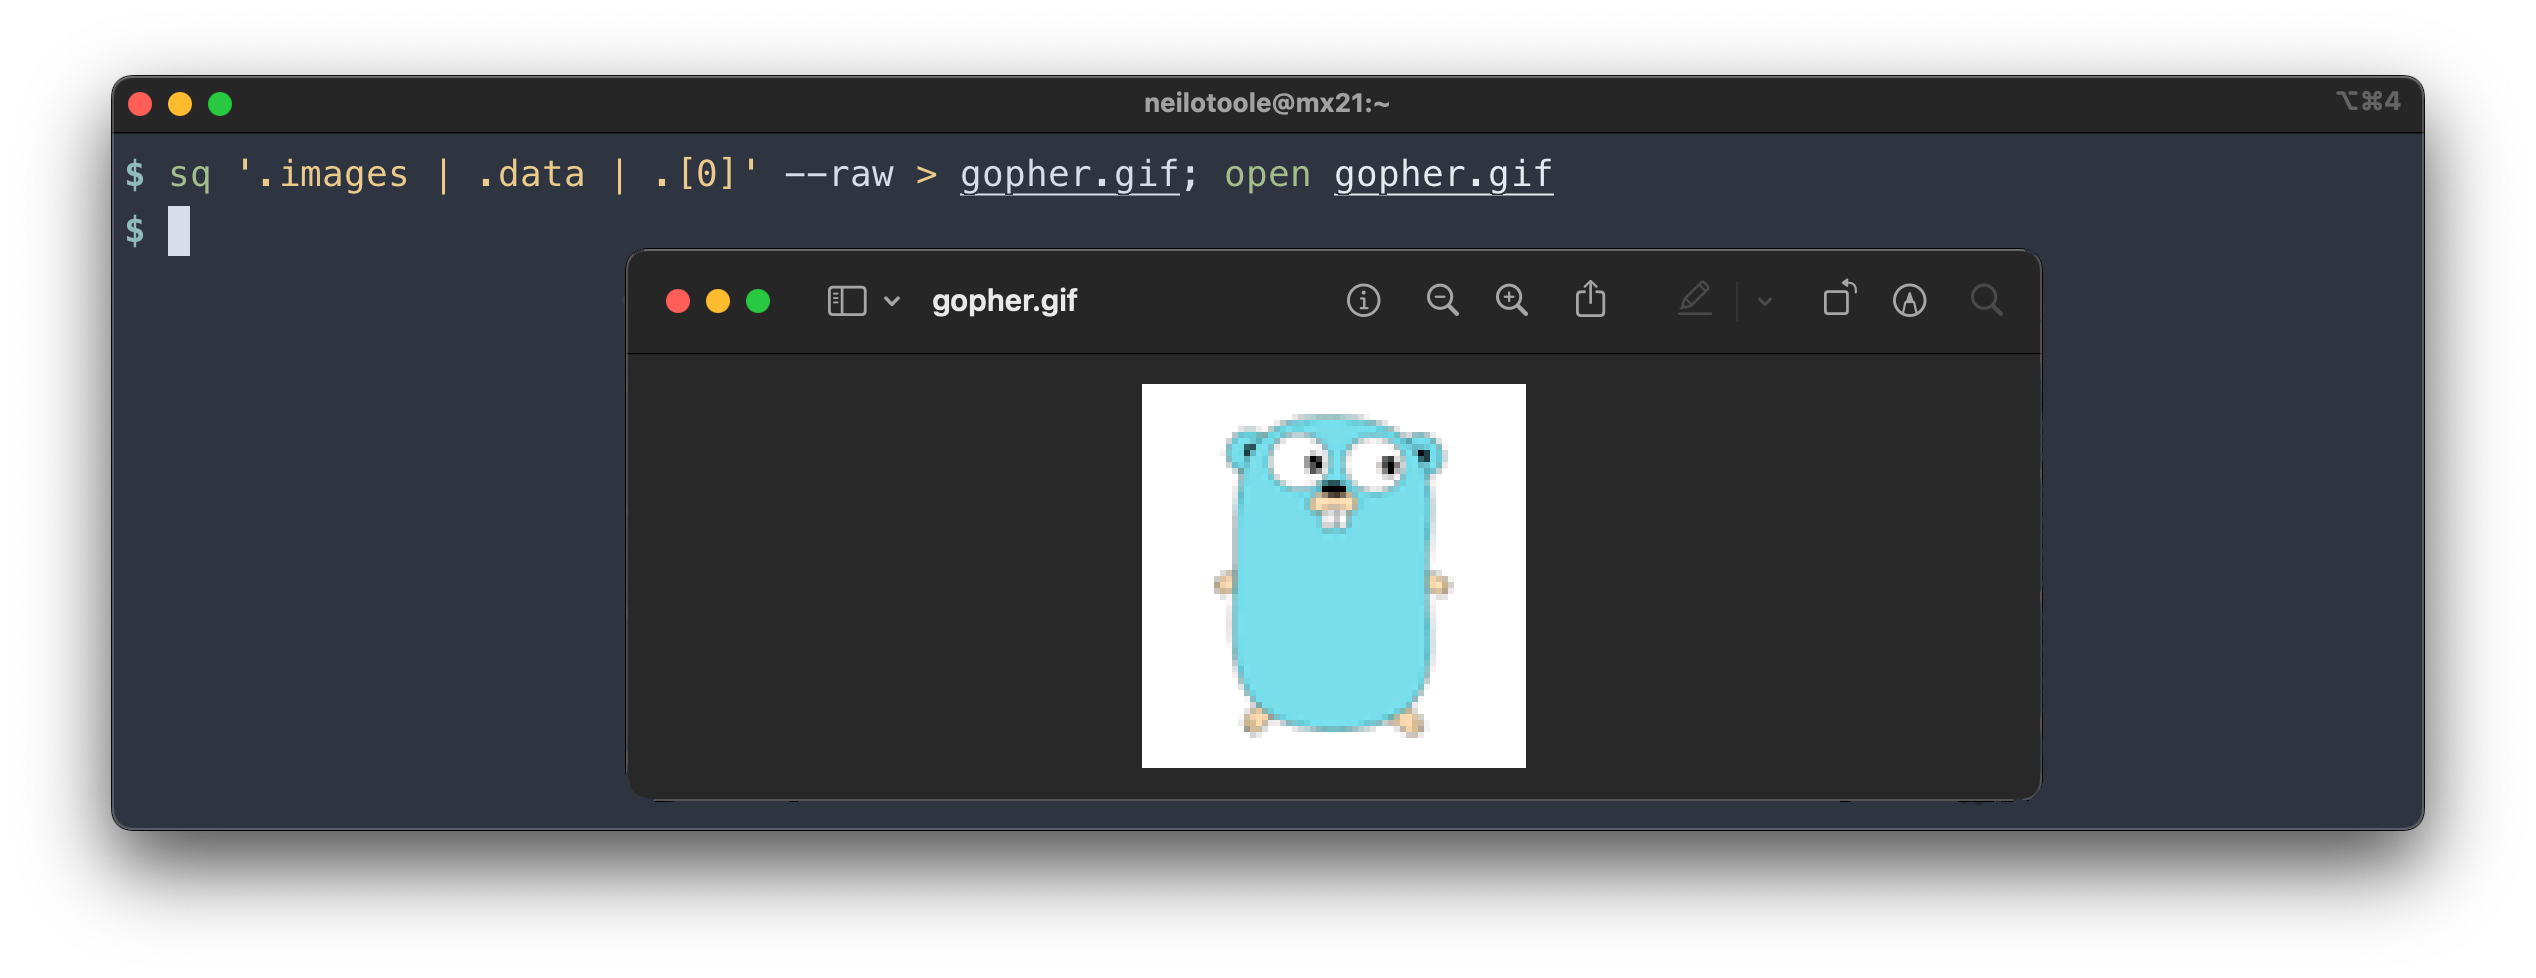 neilotoole@mx21:~
⌥⌘4
$ sq '.images | .data | .[0]' --raw > gopher.gif; open gopher.gif
$
gopher.gif